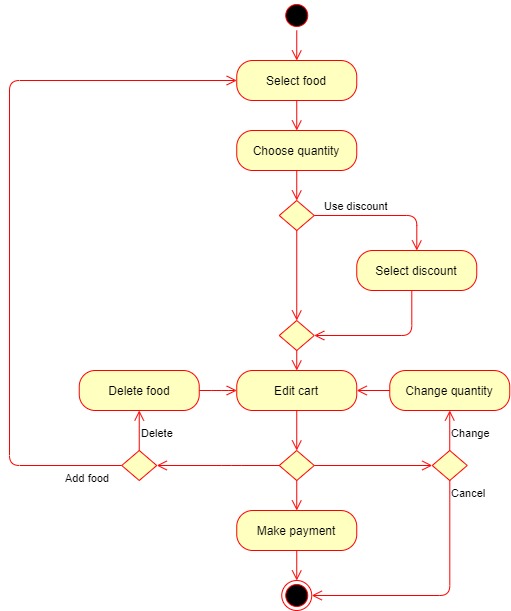 Select food
Choose quantity
Use discount
Select discount
Delete food
Edit cart
Change quantity
Delete
Change
Add food
Cancel
Make payment